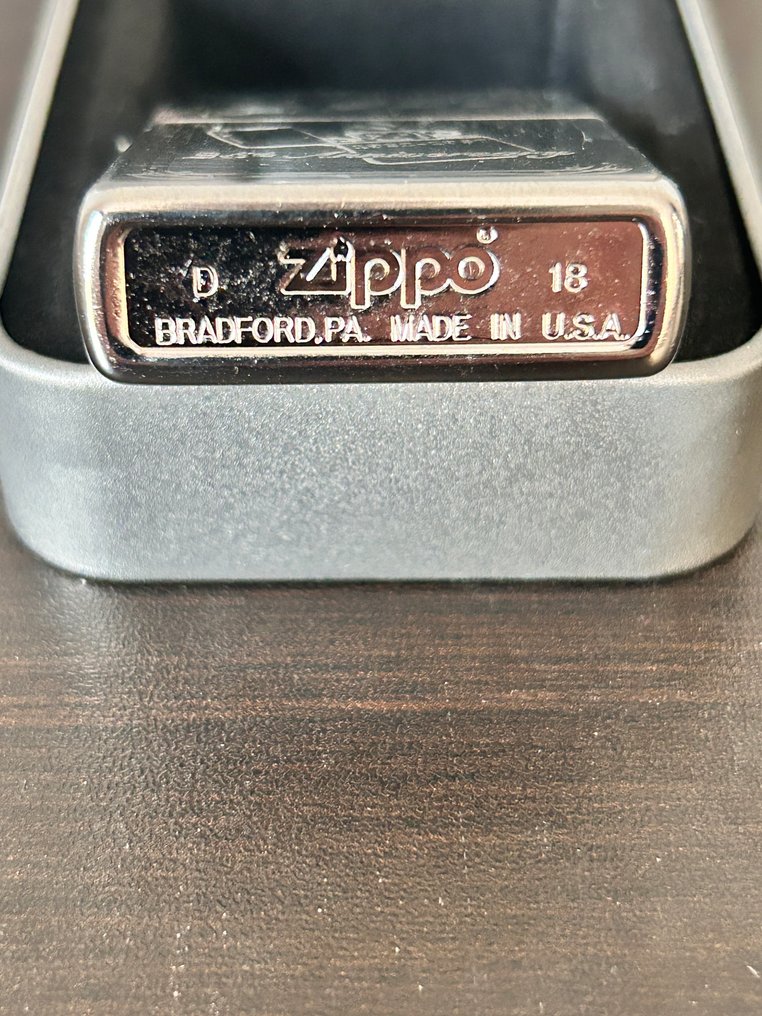 D zippo ® 18
BRADFORD,PA. MADE IN U.S.A.